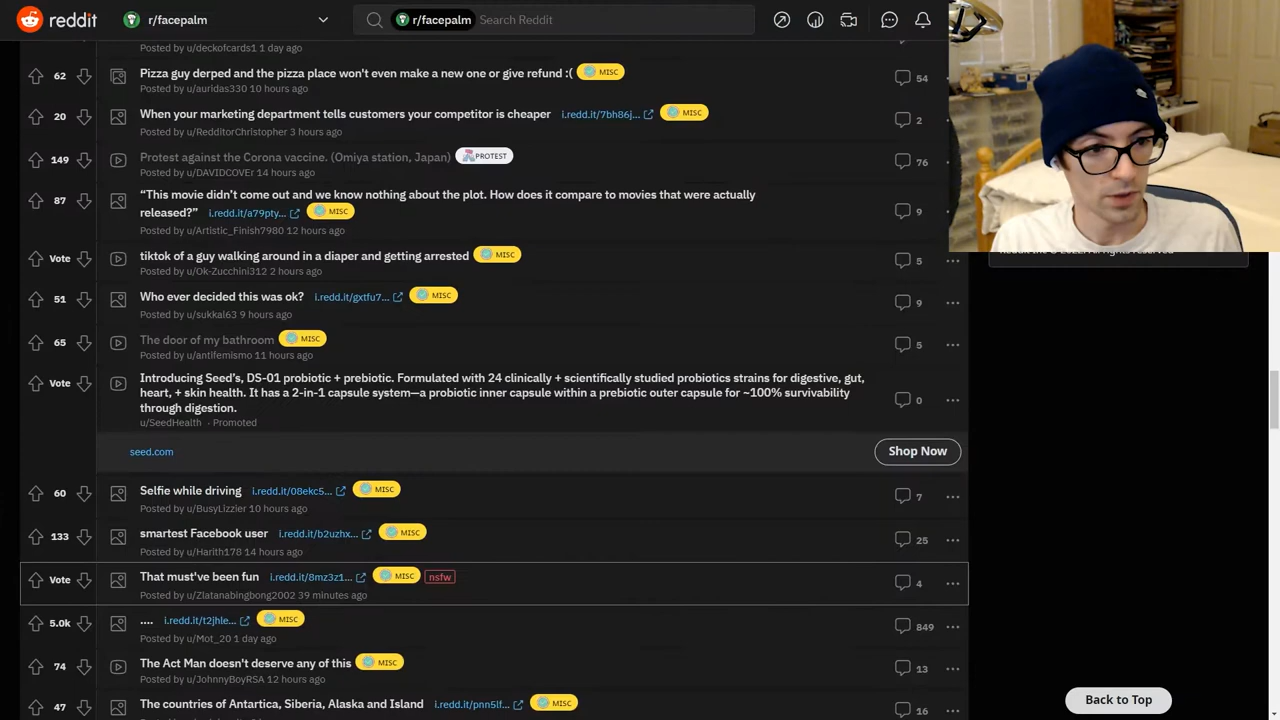 reddit
r/facepalm
r/facepalm Search Reddit
Posted by u/deckofcards1 1 day ago
62 Pizza guy derped and the pizza place won't even make a new one or give refund :( MISC 54
Posted by u/auridas330 10 hours ago
20 When your marketing department tells customers your competitor is cheaper i.redd.it/7bh86j... MISC 2
Posted by u/RedditorChristopher 3 hours ago
149 Protest against the Corona vaccine. (Omiya station, Japan) PROTEST 76
Posted by u/DAVIDCOVEr 14 hours ago
87 “This movie didn’t come out and we know nothing about the plot. How does it compare to movies that were actually 9
released?” i.redd.it/a79pty... MISC
Posted by u/Artistic_Finish7980 12 hours ago
Vote tiktok of a guy walking around in a diaper and getting arrested MISC 5
Posted by u/Ok-Zucchini312 2 hours ago
51 Who ever decided this was ok? i.redd.it/gxtfu7... MISC 9
Posted by u/sukkal63 9 hours ago
65 The door of my bathroom MISC 5
Posted by u/antifemismo 11 hours ago
Vote Introducing Seed’s, DS-01 probiotic + prebiotic. Formulated with 24 clinically + scientifically studied probiotics strains for digestive, gut, 0
heart, + skin health. It has a 2-in-1 capsule system—a probiotic inner capsule within a prebiotic outer capsule for ~100% survivability
through digestion.
u/SeedHealth · Promoted
seed.com Shop Now
60 Selfie while driving i.redd.it/08ekc5... MISC 7
Posted by u/BusyLizzier 10 hours ago
133 smartest Facebook user i.redd.it/b2uzhx... MISC 25
Posted by u/Harith178 14 hours ago
Vote That must've been fun i.redd.it/8mz3z1... MISC nsfw 4
Posted by u/Zlatanabingbong2002 39 minutes ago
5.0k .... i.redd.it/t2jhle... MISC 849
Posted by u/Mot_20 1 day ago
74 The Act Man doesn't deserve any of this MISC 13
Posted by u/JohnnyBoyRSA 12 hours ago
47 The countries of Antartica, Siberia, Alaska and Island i.redd.it/pnn5lf... MISC 16
Back to Top